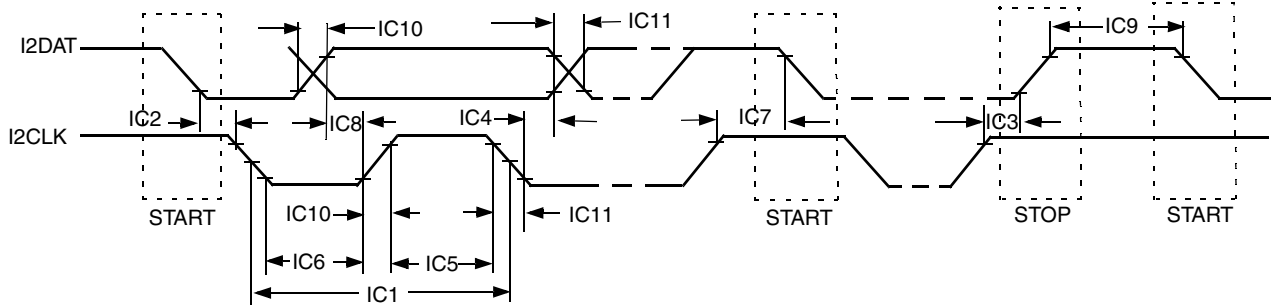 IC10
IC11
IC9
I2DAT
IC2
IC8
IC4
IC7
IC3
I2CLK
START
IC10
IC11
START
STOP
START
IC6
IC5
IC1